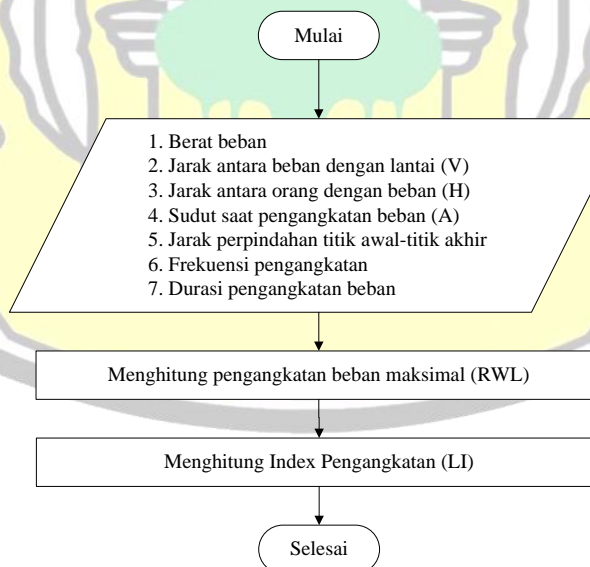 Mulai
1. Berat beban
2. Jarak antara beban dengan lantai (V)
3. Jarak antara orang dengan beban (H)
4. Sudut saat pengangkatan beban (A)
5. Jarak perpindahan titik awal-titik akhir
6. Frekuensi pengangkatan
7. Durasi pengangkatan beban
Menghitung pengangkatan beban maksimal (RWL)
Menghitung Index Pengangkatan (LI)
Selesai